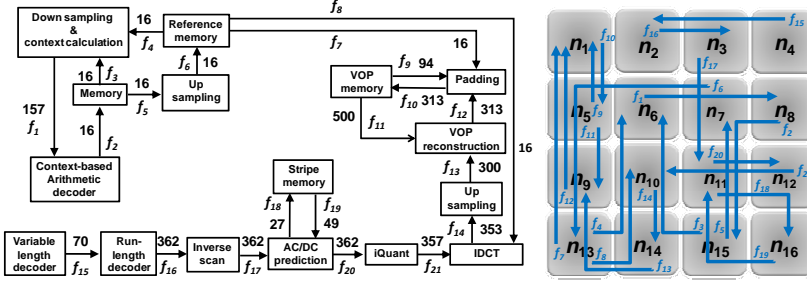 f8
Down sampling
&
context calculation
16
f4
Reference
memory
f7
16
f3
16
f6
16
Memory
16
f5
Up
sampling
157
f1
16
f2
Context-based
Arithmetic
decoder
VOP
memory
f9 94
f10 313
Padding
16
500
f11
f12
313
VOP
reconstruction
f13
300
16
Stripe
memory
f18
27
f19
49
Up
sampling
f14
353
Variable
length
decoder
70
f15
Run-
length
decoder
362
f16
Inverse
scan
362
f17
AC/DC
prediction
362
f20
iQuant
357
f21
IDCT
n1
f10
n2
f16
n3
f15
n4
f17
f6
n5
f9
f1
n6
n7
n8
f2
f11
n9
f12
n10
f14
f20
n11
f18
n12
f2
f7
n13
f4
f8
n14
f13
f3
f5
n15
f19
n16